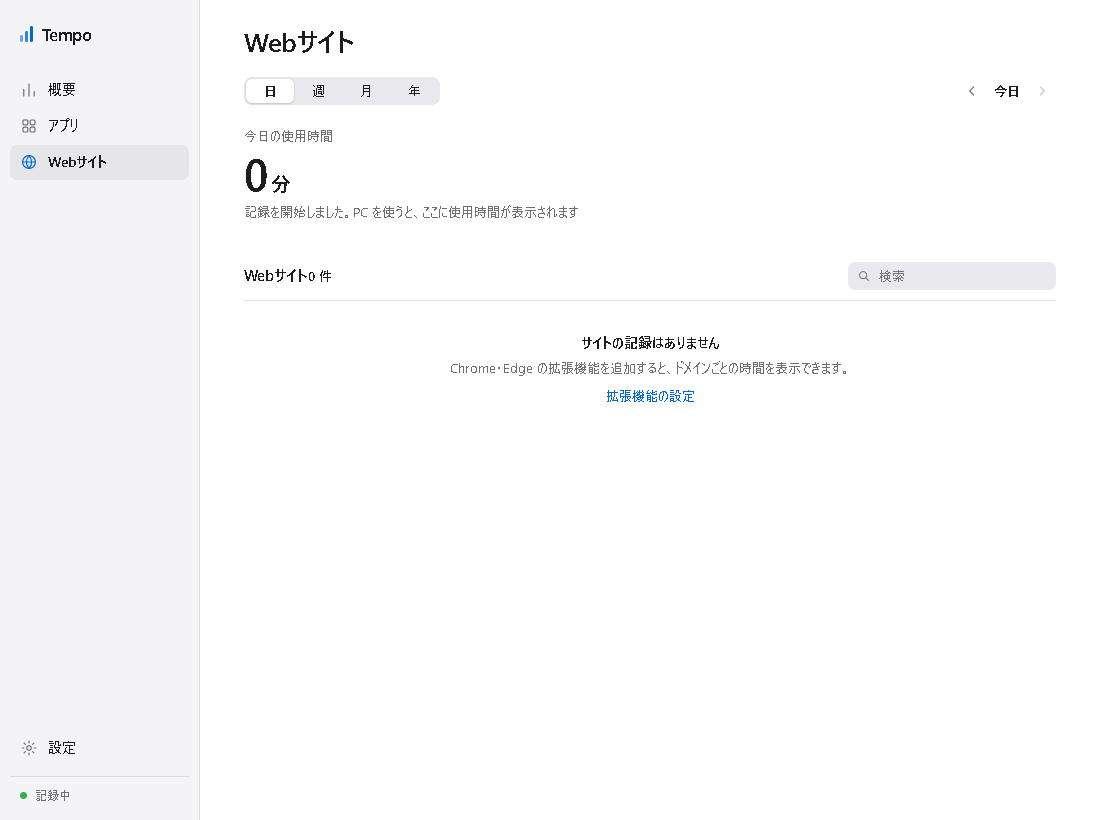 Tempo
概要
アプリ
Webサイト
設定
記録中
Webサイト
日 週 月 年
今日
今日の使用時間
0分
記録を開始しました。PC を使うと、ここに使用時間が表示されます
Webサイト0 件
検索
サイトの記録はありません
Chrome・Edge の拡張機能を追加すると、ドメインごとの時間を表示できます。
拡張機能の設定